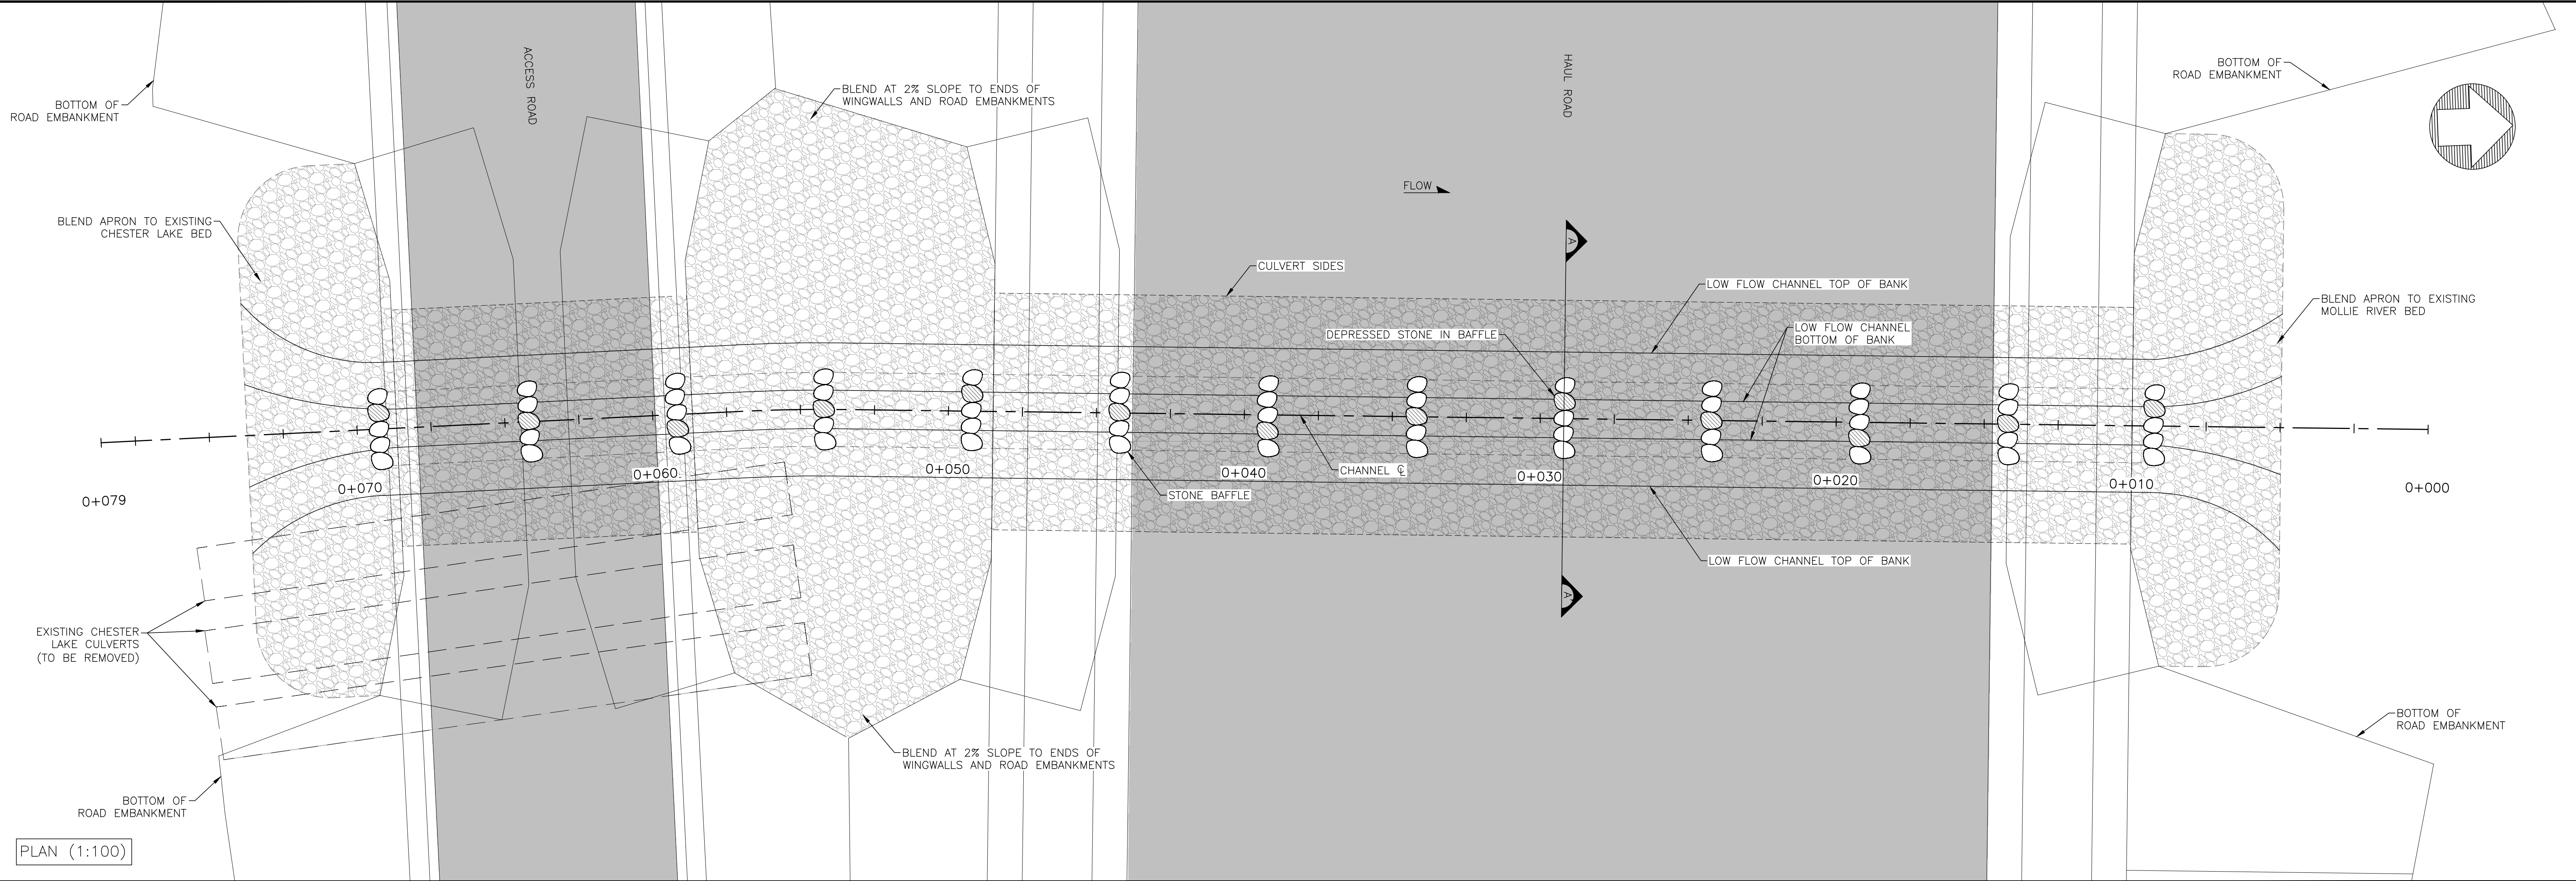 ACCESS ROAD
HAUL ROAD
BOTTOM OF
ROAD EMBANKMENT
BLEND AT 2% SLOPE TO ENDS OF
WINGWALLS AND ROAD EMBANKMENTS
BOTTOM OF
ROAD EMBANKMENT
FLOW
BLEND APRON TO EXISTING
CHESTER LAKE BED
A
CULVERT SIDES
LOW FLOW CHANNEL TOP OF BANK
BLEND APRON TO EXISTING
MOLLIE RIVER BED
DEPRESSED STONE IN BAFFLE
LOW FLOW CHANNEL
BOTTOM OF BANK
0+079
0+070
0+060
0+050
0+040
0+030
0+020
0+010
0+000
CHANNEL ℄
STONE BAFFLE
LOW FLOW CHANNEL TOP OF BANK
A'
EXISTING CHESTER
LAKE CULVERTS
(TO BE REMOVED)
BOTTOM OF
ROAD EMBANKMENT
BLEND AT 2% SLOPE TO ENDS OF
WINGWALLS AND ROAD EMBANKMENTS
BOTTOM OF
ROAD EMBANKMENT
PLAN (1:100)